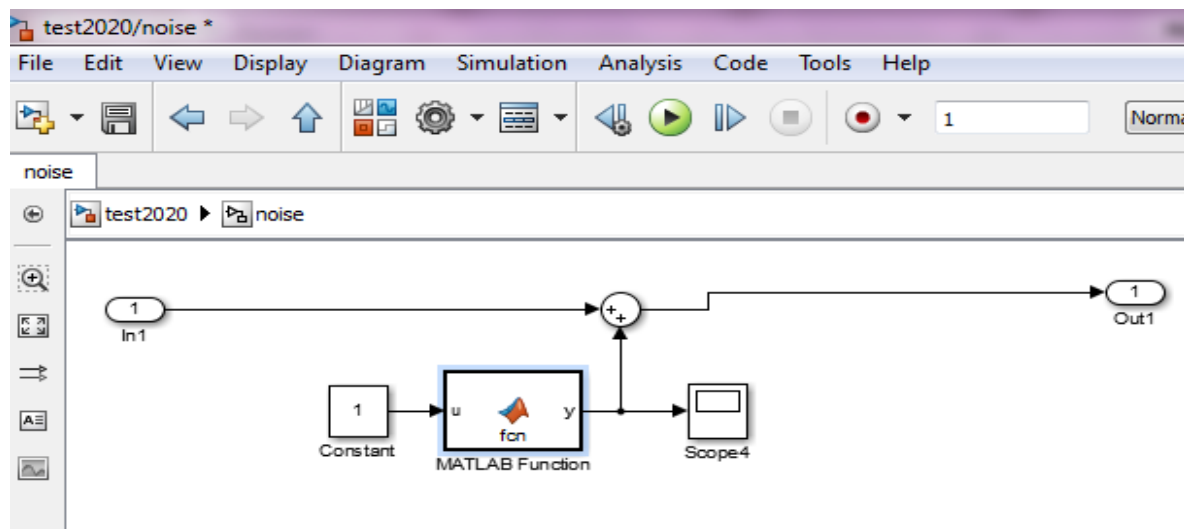 test2020/noise *
File Edit View Display Diagram Simulation Analysis Code Tools Help
1
noise
test2020 noise
1
In1
+
+
1
Out1
1
Constant
u
fcn
y
MATLAB Function
Scope4